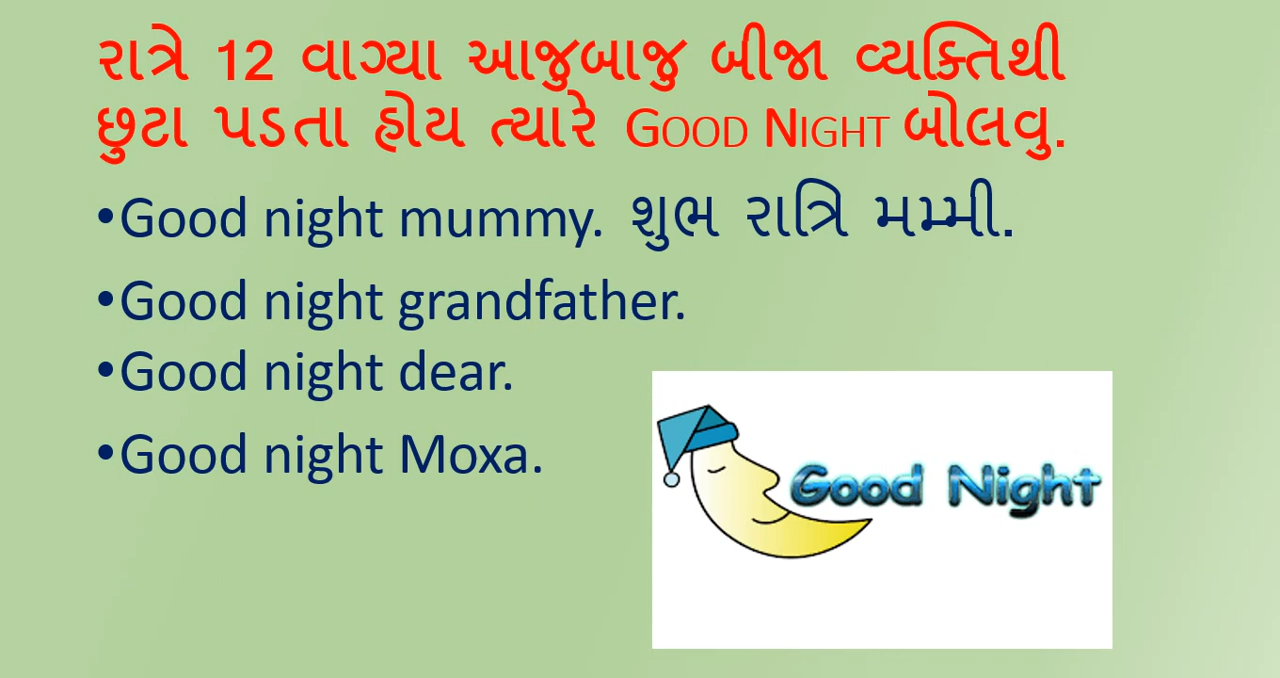 રાત્રે 12 વાગ્યા આજુબાજુ બીજા વ્યક્તિથી
છુટા પડતા હોય ત્યારે GOOD NIGHT બોલવુ.
•Good night mummy. શુભ રાત્રિ મમ્મી.
•Good night grandfather.
•Good night dear.
•Good night Moxa.
Good Night